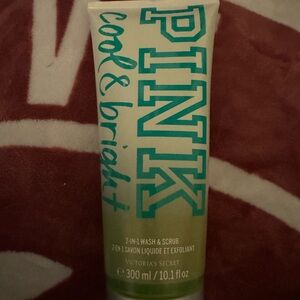 PINK
cool & bright
2-IN-1 WASH & SCRUB
2-EN-1 SAVON LIQUIDE ET EXFOLIANT
VICTORIA'S SECRET
℮ 300 ml / 10.1 fl oz